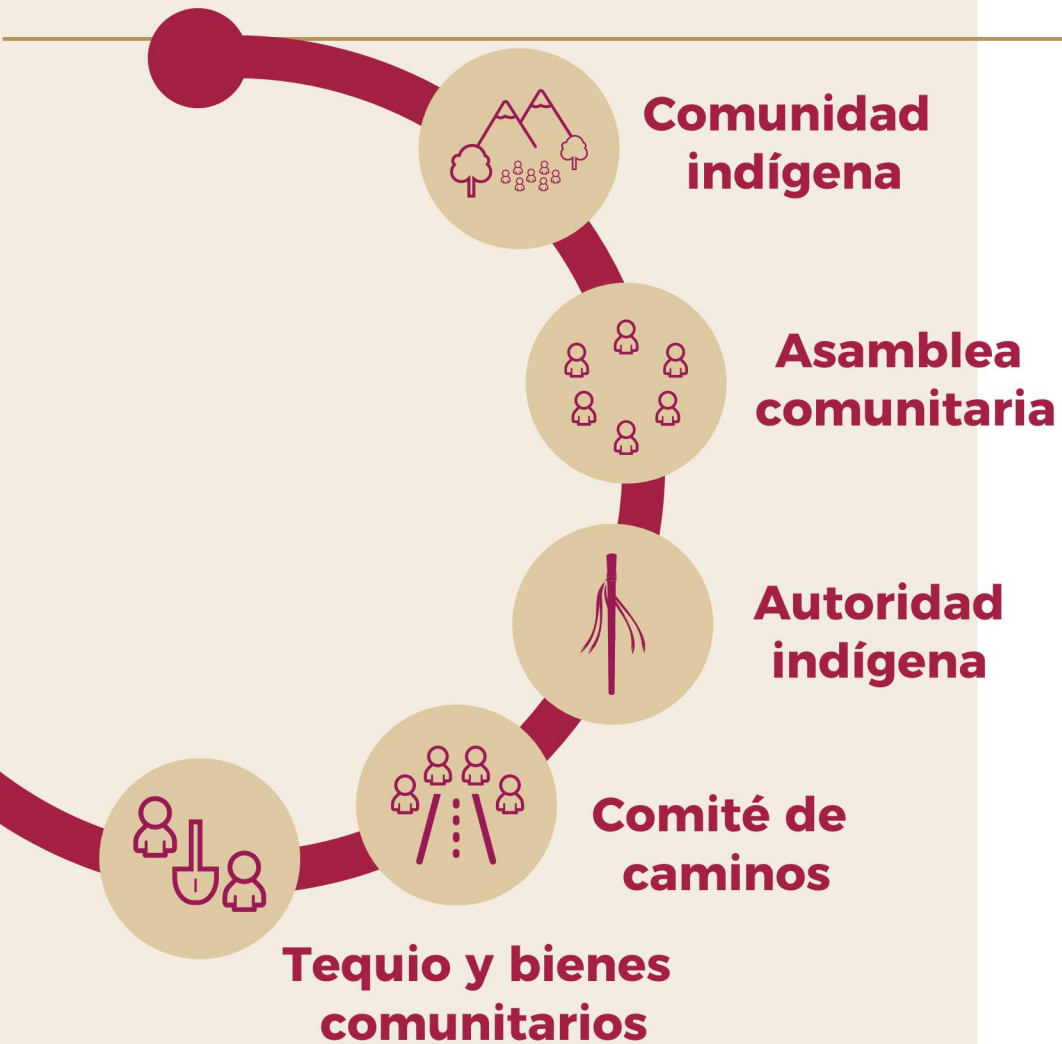 Comunidad
indígena
Asamblea
comunitaria
Autoridad
indígena
Comité de
caminos
Tequio y bienes
comunitarios